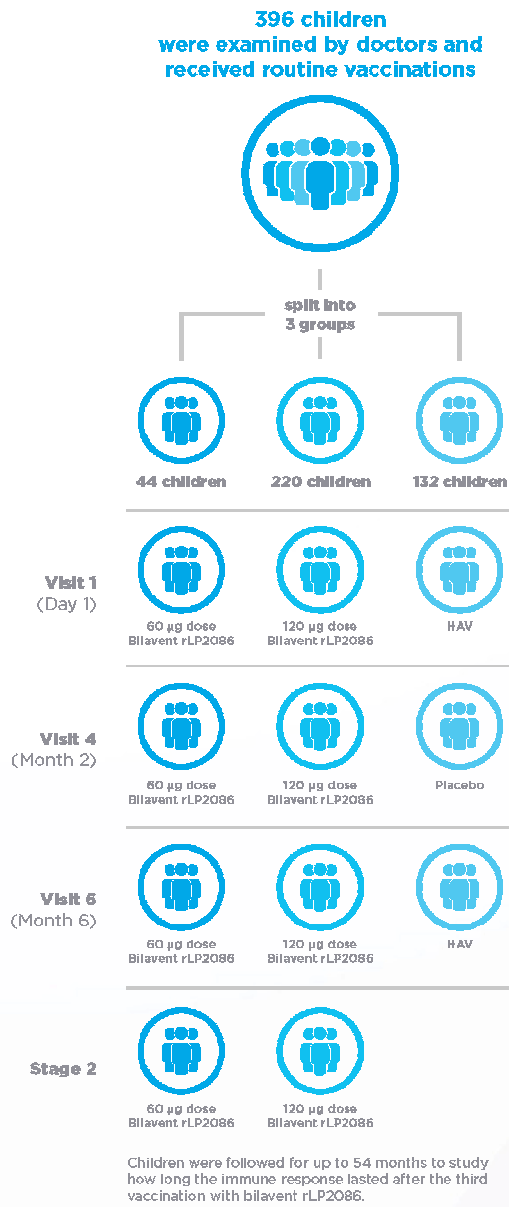 396 children
were examined by doctors and
received routine vaccinations
split into
3 groups
44 children
220 children
132 children
Visit 1
(Day 1)
60 µg dose
Bilavent rLP2086
120 µg dose
Bilavent rLP2086
HAV
Visit 4
(Month 2)
60 µg dose
Bilavent rLP2086
120 µg dose
Bilavent rLP2086
Placebo
Visit 6
(Month 6)
60 µg dose
Bilavent rLP2086
120 µg dose
Bilavent rLP2086
HAV
Stage 2
60 µg dose
Bilavent rLP2086
120 µg dose
Bilavent rLP2086
Children were followed for up to 54 months to study
how long the immune response lasted after the third
vaccination with bilavent rLP2086.